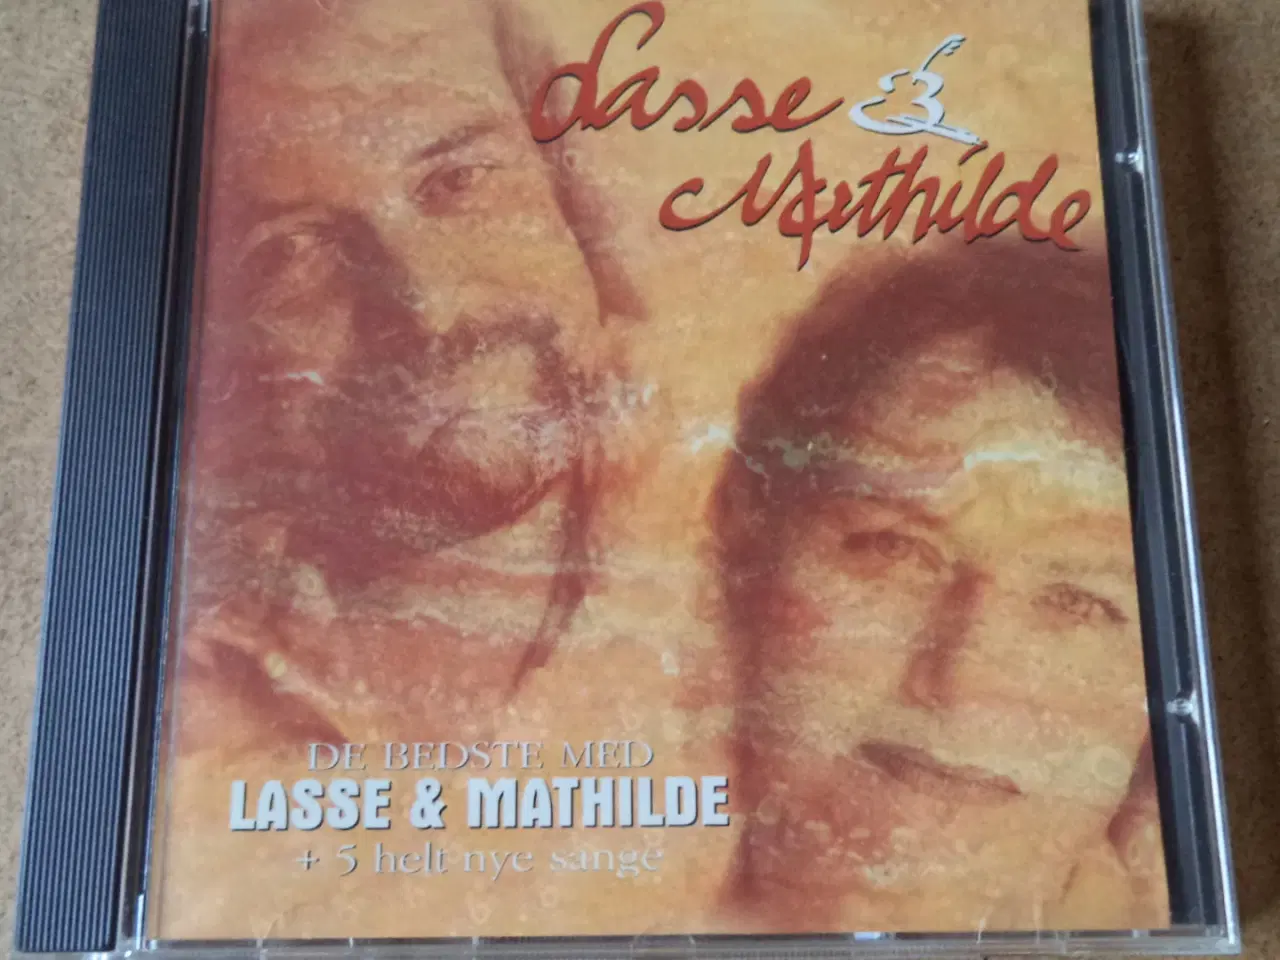 Lasse &
Mathilde
DE BEDSTE MED
LASSE & MATHILDE
+ 5 helt nye sange